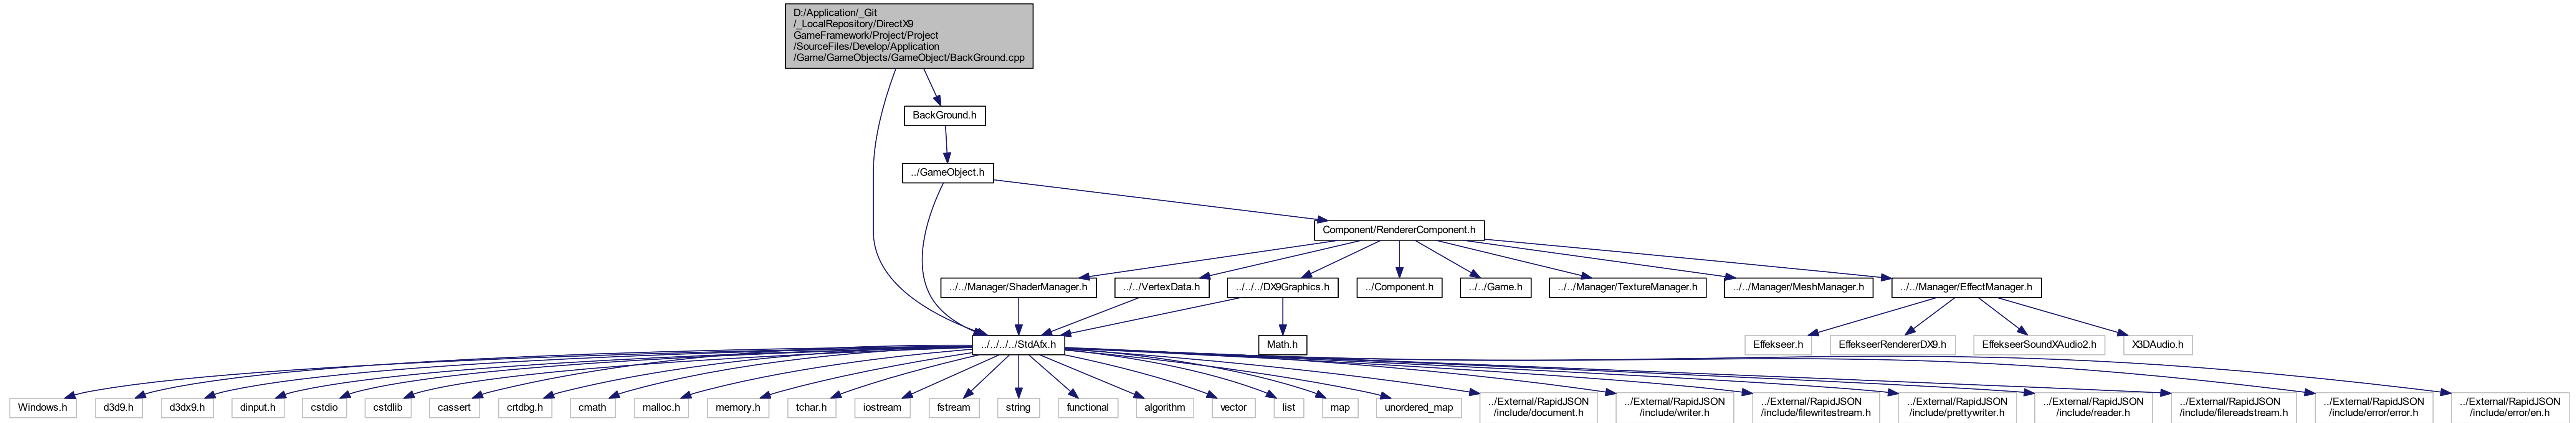 D:/Application/_Git
/_LocalRepository/DirectX9
GameFramework/Project/Project
/SourceFiles/Develop/Application
/Game/GameObjects/GameObject/BackGround.cpp
BackGround.h
../GameObject.h
Component/RendererComponent.h
../../Manager/ShaderManager.h
../../VertexData.h
../../../DX9Graphics.h
../Component.h
../../Game.h
../../Manager/TextureManager.h
../../Manager/MeshManager.h
../../Manager/EffectManager.h
../../../../StdAfx.h
Math.h
Effekseer.h
EffekseerRendererDX9.h
EffekseerSoundXAudio2.h
X3DAudio.h
Windows.h
d3d9.h
d3dx9.h
dinput.h
cstdio
cstdlib
cassert
crtdbg.h
cmath
malloc.h
memory.h
tchar.h
iostream
fstream
string
functional
algorithm
vector
list
map
unordered_map
../External/RapidJSON
/include/document.h
../External/RapidJSON
/include/writer.h
../External/RapidJSON
/include/filewritestream.h
../External/RapidJSON
/include/prettywriter.h
../External/RapidJSON
/include/reader.h
../External/RapidJSON
/include/filereadstream.h
../External/RapidJSON
/include/error/error.h
../External/RapidJSON
/include/error/en.h